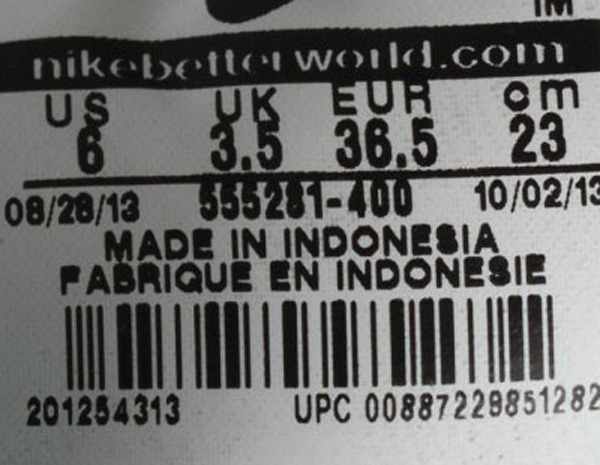 TM
nikebetterworld.com
US UK EUR cm
6 3.5 36.5 23
08/28/13 555281-400 10/02/13
MADE IN INDONESIA
FABRIQUE EN INDONESIE
201254313 UPC 00887229851282